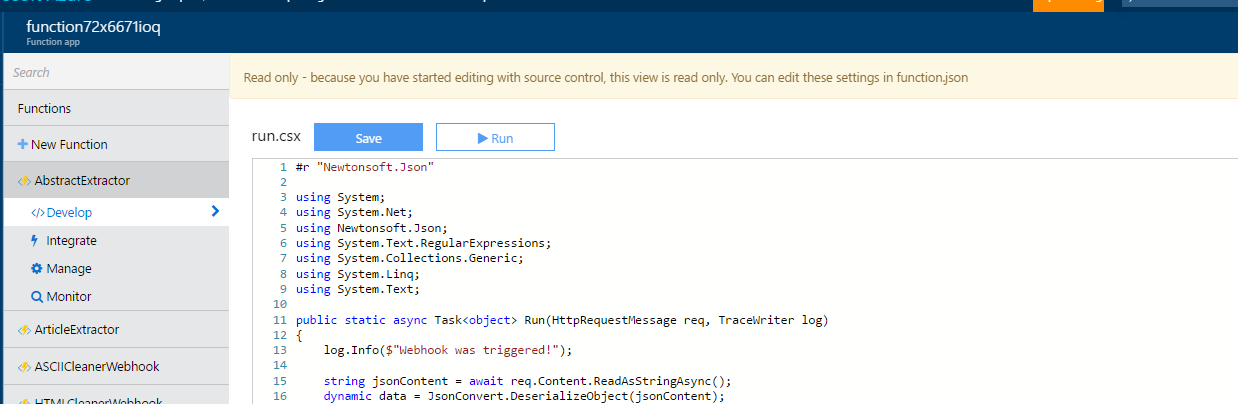 function72x6671ioq
Function app
Search
Functions
New Function
AbstractExtractor
</>Develop
Integrate
Manage
Monitor
ArticleExtractor
ASCIICleanerWebhook
HTMLCleanerWebhook
Read only - because you have started editing with source control, this view is read only. You can edit these settings in function.json
run.csx Save Run
1 #r "Newtonsoft.Json"
2
3 using System;
4 using System.Net;
5 using Newtonsoft.Json;
6 using System.Text.RegularExpressions;
7 using System.Collections.Generic;
8 using System.Linq;
9 using System.Text;
10
11 public static async Task<object> Run(HttpRequestMessage req, TraceWriter log)
12 {
13 log.Info($"Webhook was triggered!");
14
15 string jsonContent = await req.Content.ReadAsStringAsync();
16 dynamic data = JsonConvert.DeserializeObject(jsonContent);